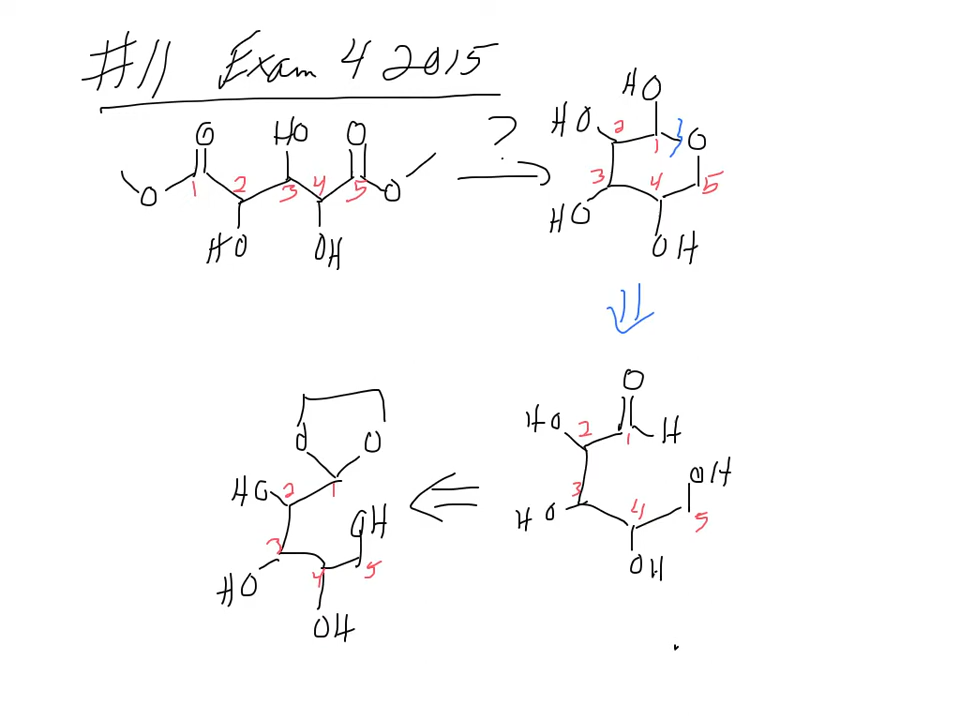 #11 Exam 4 2015
HO
O HO O ? HO 2 1 O
O 1 2 3 4 5 O 3 4 5
HO OH HO OH
O
HO 2 1 H
O O OH
HO 2 1 3 4 5
OH HO OH
3 4 5
HO
OH